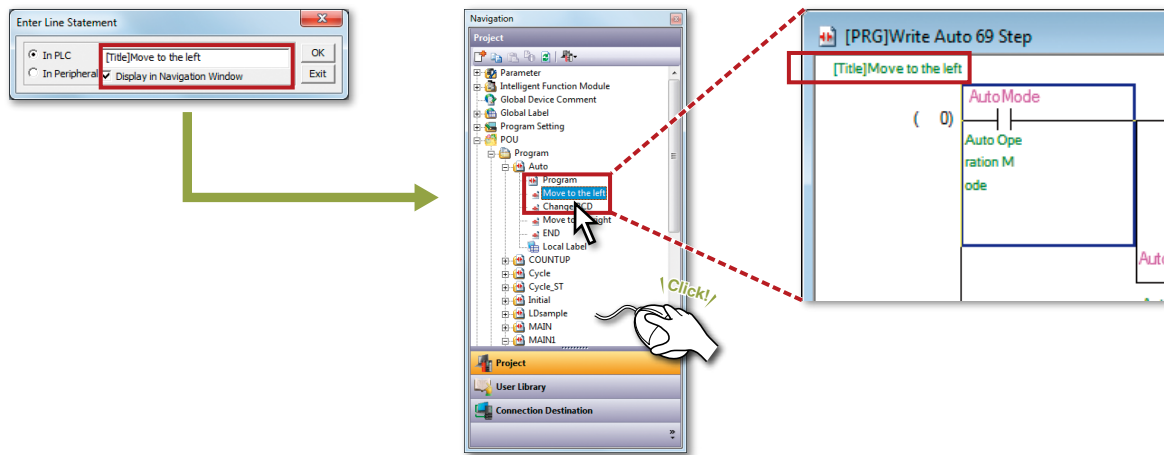 Enter Line Statement
In PLC
[Title]Move to the left
OK
In Peripheral
Display in Navigation Window
Exit
Navigation
Project
Parameter
Intelligent Function Module
Global Device Comment
Global Label
Program Setting
POU
Program
Auto
Program
Move to the left
Change BCD
Move to right
END
Local Label
COUNTUP
Cycle
Cycle_ST
Initial
LDsample
MAIN
MAIN1
Project
User Library
Connection Destination
Click!
[PRG]Write Auto 69 Step
[Title]Move to the left
AutoMode
( 0)
Auto Ope
ration M
ode
Auto